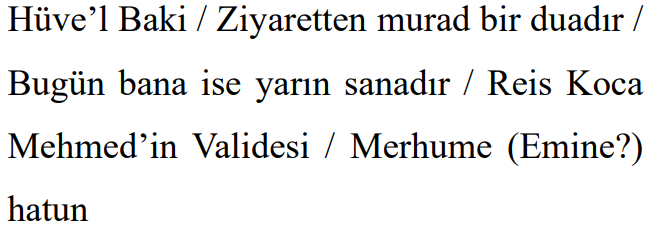 Hüve’l Baki / Ziyaretten murad bir duadır /
Bugün bana ise yarın sanadır / Reis Koca
Mehmed’in Validesi / Merhume (Emine?)
hatun